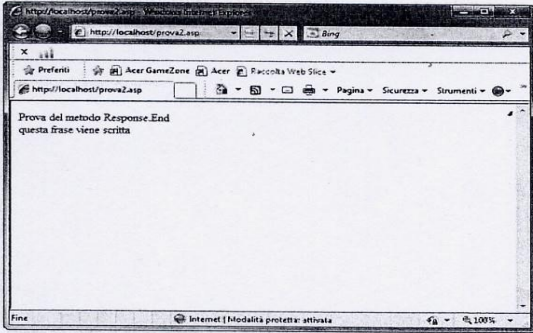 http://localhost/prova2.asp - Windows Internet Explorer
http://localhost/prova2.asp
Bing
Preferiti Acer GameZone Acer Raccolta Web Slice
http://localhost/prova2.asp Pagina Sicurezza Strumenti
Prova del metodo Response.End
questa frase viene scritta
Fine Internet | Modalità protetta: attivata 100%